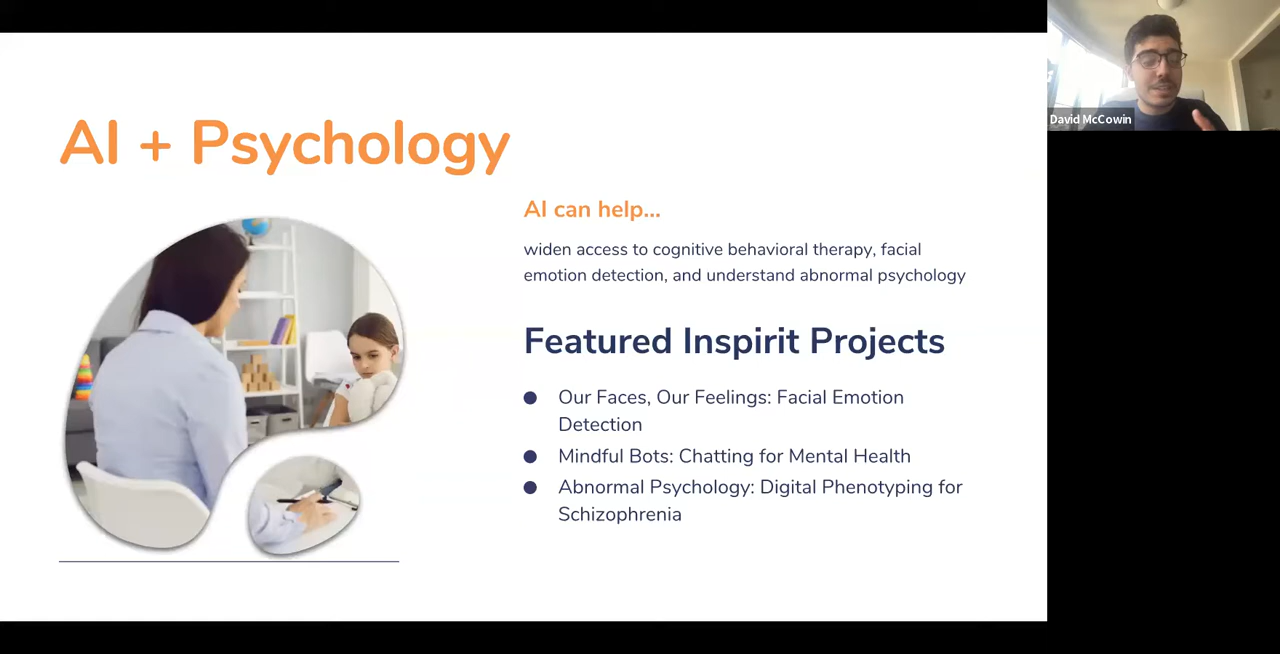 AI + Psychology
AI can help...
widen access to cognitive behavioral therapy, facial
emotion detection, and understand abnormal psychology
Featured Inspirit Projects
Our Faces, Our Feelings: Facial Emotion
Detection
Mindful Bots: Chatting for Mental Health
Abnormal Psychology: Digital Phenotyping for
Schizophrenia
David McCowin